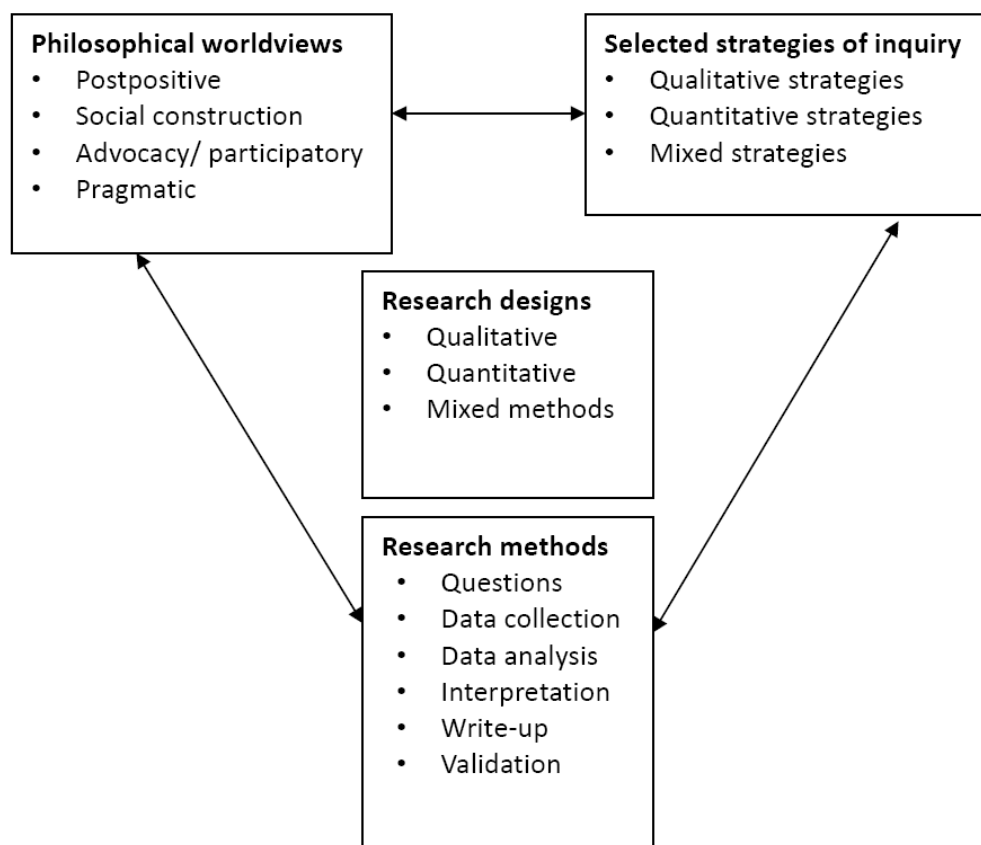 Philosophical worldviews
• Postpositive
• Social construction
• Advocacy/ participatory
• Pragmatic
Selected strategies of inquiry
• Qualitative strategies
• Quantitative strategies
• Mixed strategies
Research designs
• Qualitative
• Quantitative
• Mixed methods
Research methods
• Questions
• Data collection
• Data analysis
• Interpretation
• Write-up
• Validation